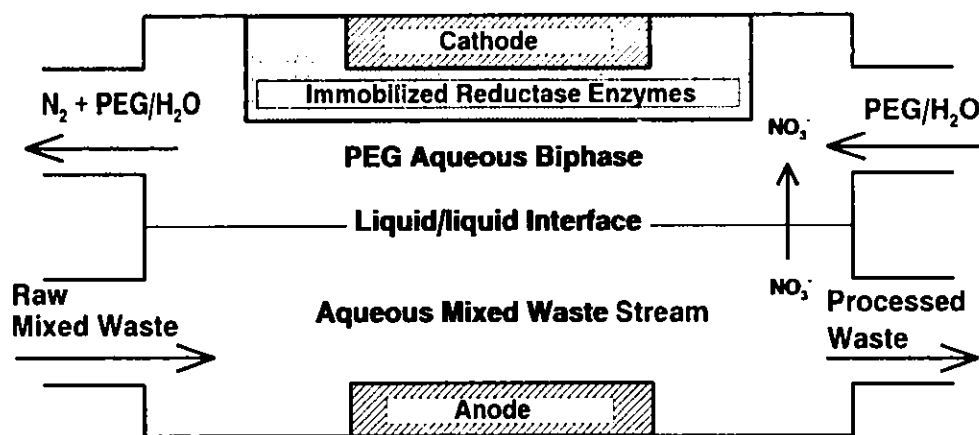 Cathode
Immobilized Reductase Enzymes
N₂ + PEG/H₂O
NO₃⁻
PEG/H₂O
PEG Aqueous Biphase
Liquid/liquid Interface
NO₃⁻
Raw
Mixed Waste
Aqueous Mixed Waste Stream
Processed
Waste
Anode